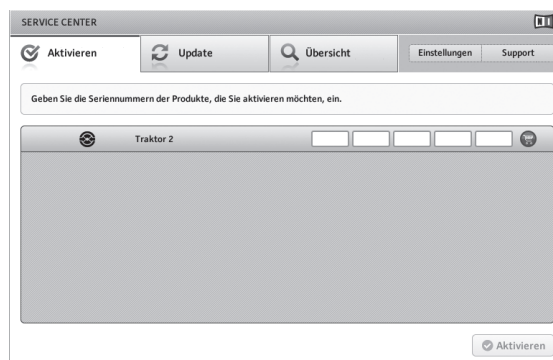 SERVICE CENTER
Aktivieren
Update
Übersicht
Einstellungen
Support
Geben Sie die Seriennummern der Produkte, die Sie aktivieren möchten, ein.
Traktor 2
Aktivieren